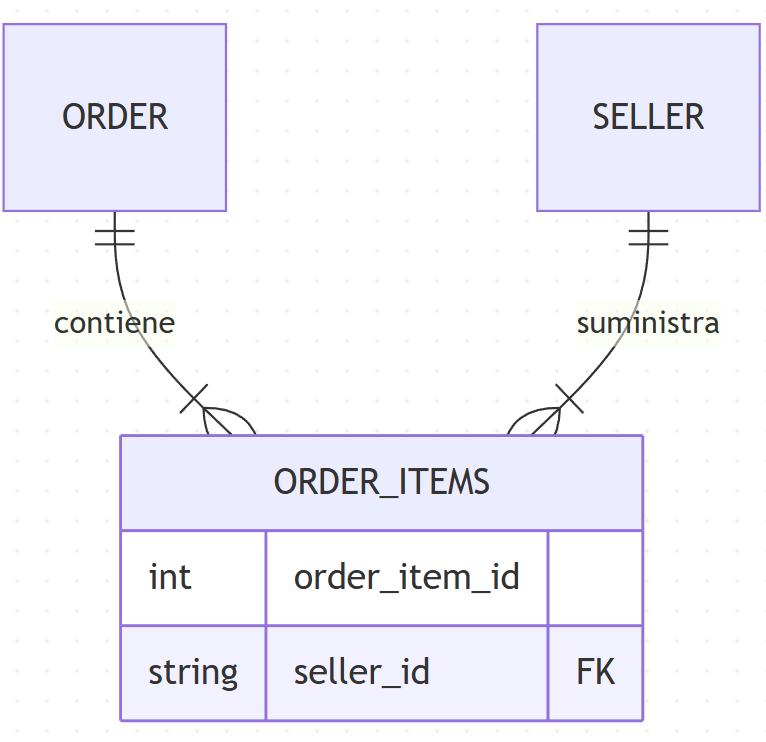 ORDER
SELLER
contiene
suministra
ORDER_ITEMS
int order_item_id
string seller_id FK